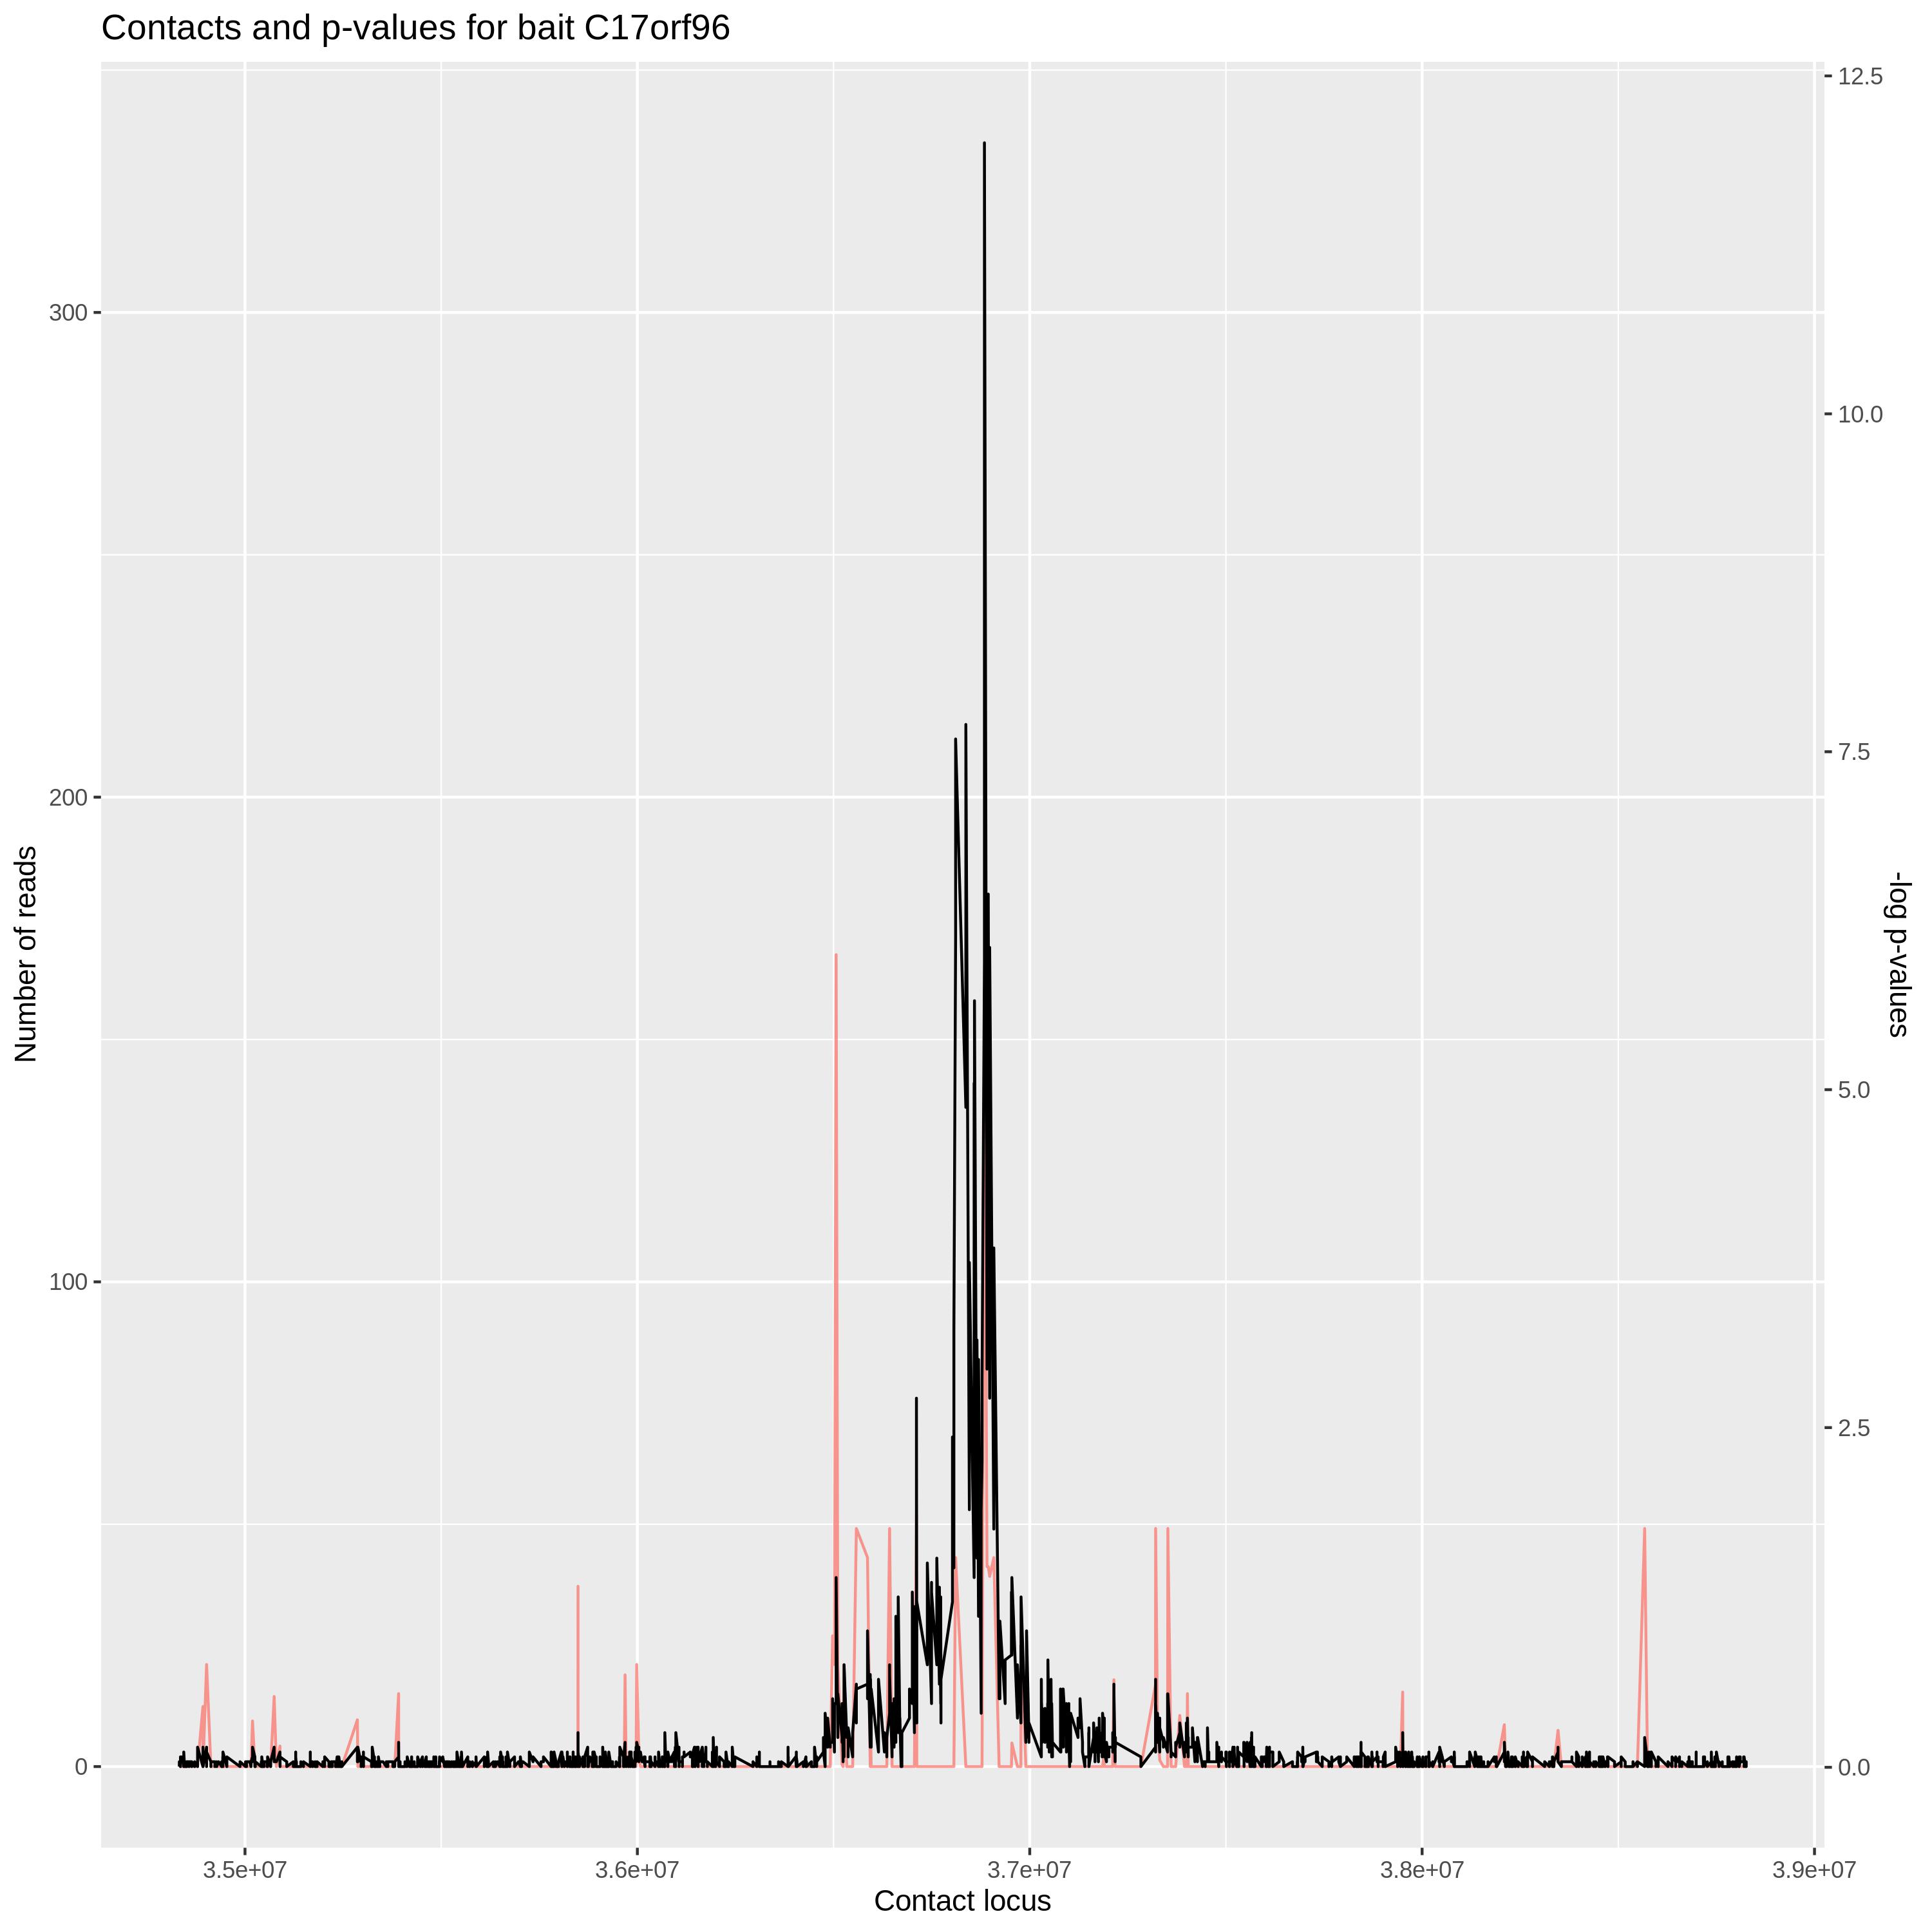 Contacts and p-values for bait C17orf96
12.5
300
10.0
200
7.5
Number of reads
-log p-values
5.0
100
2.5
0
0.0
3.5e+07
3.6e+07
3.7e+07
3.8e+07
3.9e+07
Contact locus